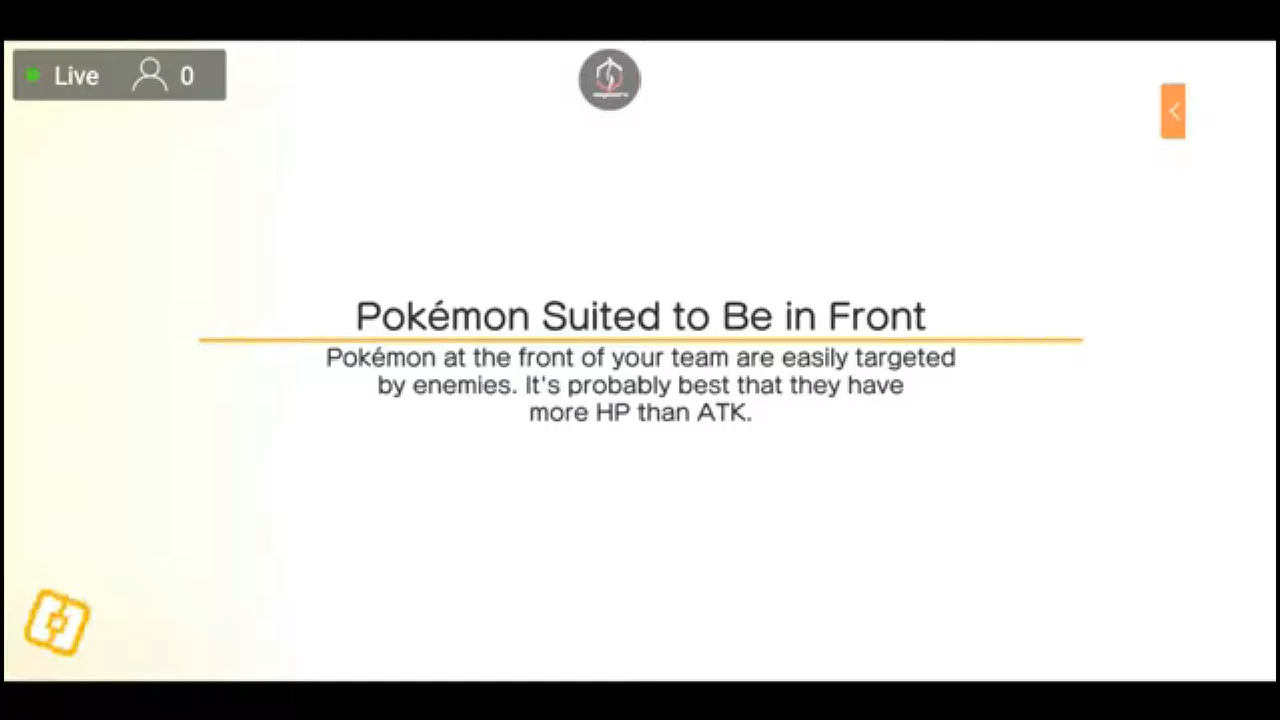 Live 0
Pokémon Suited to Be in Front
Pokémon at the front of your team are easily targeted
by enemies. It's probably best that they have
more HP than ATK.